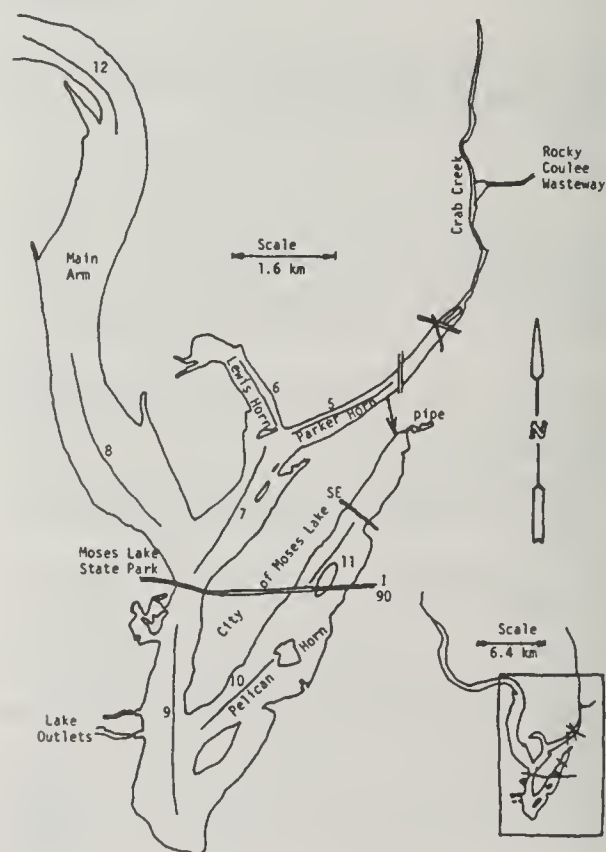 12
Rocky
Coulee
Wasteway
Crab Creek
Scale
1.6 km
Main
Arm
Lewis Horn
6
5
Parker Horn
pipe
N
8
7
SE
Moses Lake
State Park
City of Moses Lake
11
I
90
Scale
6.4 km
10
Pelican Horn
9
Lake
Outlets